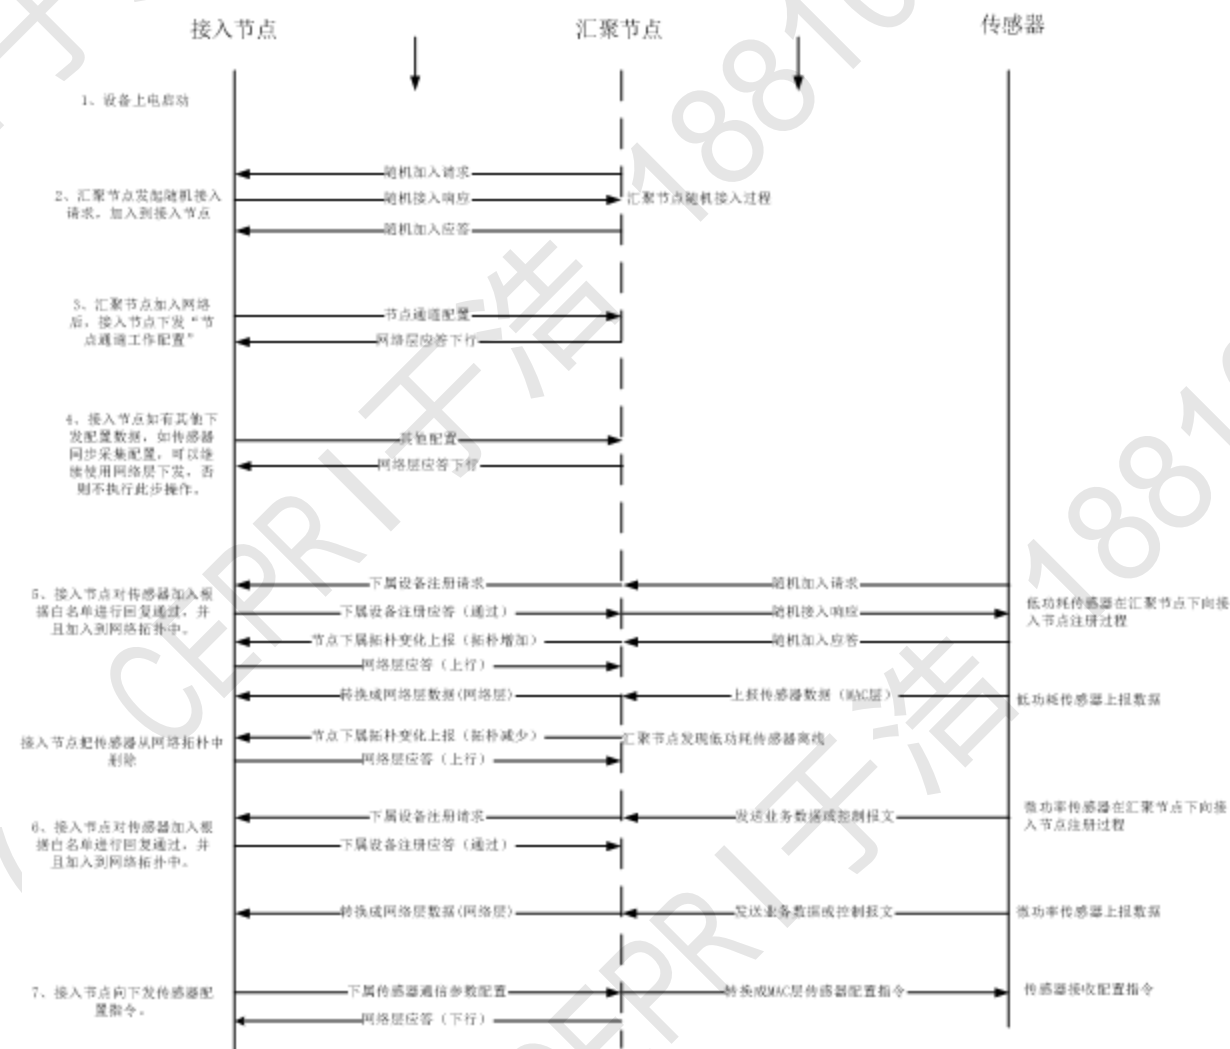 接入节点
汇聚节点
传感器
1、设备上电启动
随机加入请求
2、汇聚节点发起随机接入
请求，加入到接入节点
随机接入响应
汇聚节点随机接入过程
随机加入应答
3、汇聚节点加入网络
后，接入节点下发“节
点通道工作配置”
节点通道配置
网络层应答下行
4、接入节点如有其他下
发配置数据，如传感器
同步采集配置，可以继
续使用网络层下发，否
则不执行此步操作。
其他配置
网络层应答下行
下属设备注册请求
随机加入请求
5、接入节点对传感器加入根
据白名单进行回复通过，并
且加入到网络拓扑中。
下属设备注册应答（通过）
随机接入响应
低功耗传感器在汇聚节点下向接
入节点注册过程
节点下属拓朴变化上报（拓朴增加）
随机加入应答
网络层应答（上行）
转换成网络层数据(网络层)
上报传感器数据（MAC层）
低功耗传感器上报数据
接入节点把传感器从网络拓朴中
删除
节点下属拓朴变化上报（拓朴减少）
汇聚节点发现低功耗传感器离线
网络层应答（上行）
下属设备注册请求
发送业务数据或控制报文
微功率传感器在汇聚节点下向接
入节点注册过程
6、接入节点对传感器加入根
据白名单进行回复通过，并
且加入到网络拓扑中。
下属设备注册应答（通过）
转换成网络层数据(网络层)
发送业务数据或控制报文
微功率传感器上报数据
7、接入节点向下发传感器配
置指令。
下属传感器通信参数配置
转换成MAC层传感器配置指令
传感器接收配置指令
网络层应答（下行）
CEPRI于浩 1881
CEPRI于浩 1881